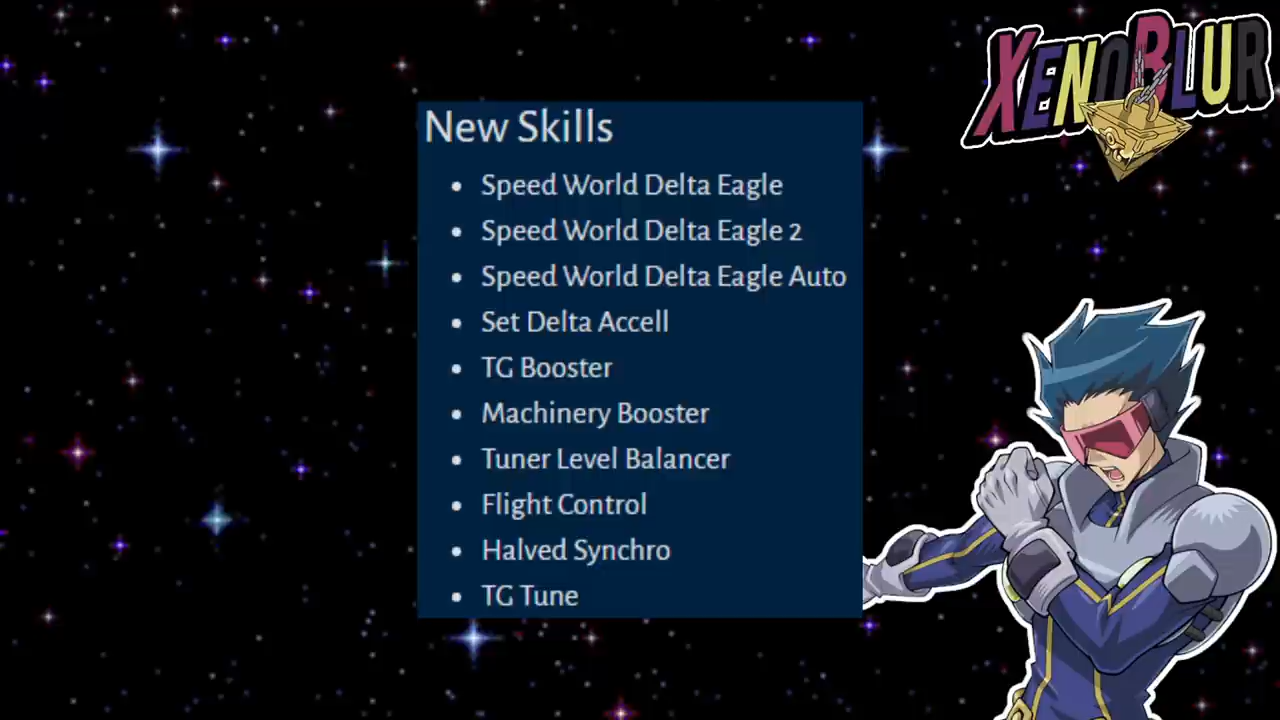 XENOBLUR
New Skills
• Speed World Delta Eagle
• Speed World Delta Eagle 2
• Speed World Delta Eagle Auto
• Set Delta Accell
• TG Booster
• Machinery Booster
• Tuner Level Balancer
• Flight Control
• Halved Synchro
• TG Tune